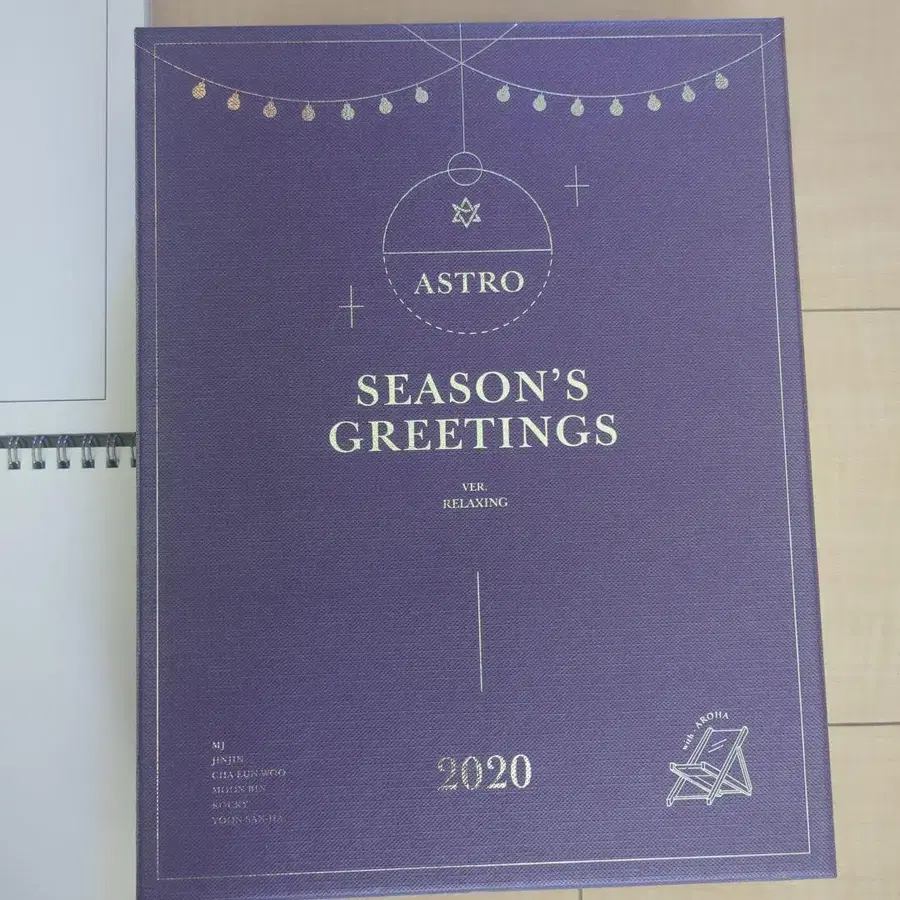 ASTRO
SEASON'S
GREETINGS
VER.
RELAXING
MJ
JINJIN
CHA EUN WOO
MOON BIN
ROCKY
YOON SAN-HA
2020
with AROHA